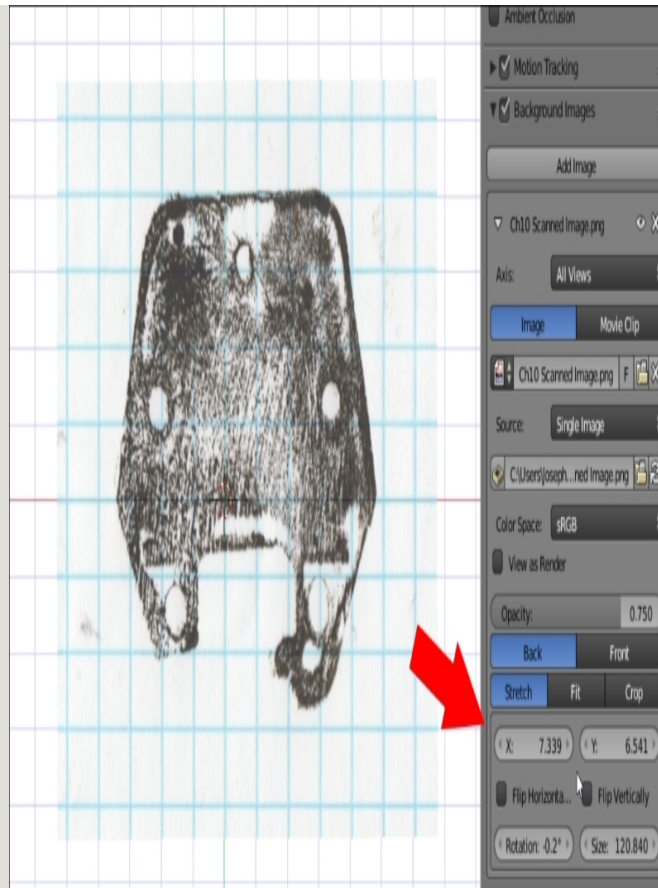 Ambient Occlusion
Motion Tracking
Background Images
Add Image
Ch10 Scanned Image.png
Axis: All Views
Image Movie Clip
Ch10 Scanned Image.png F
Source: Single Image
C:\Users\joseph...ned Image.png
Color Space: sRGB
View as Render
Opacity: 0.750
Back Front
Stretch Fit Crop
X: 7.339 Y: 6.541
Flip Horizonta... Flip Vertically
Rotation: -0.2° Size: 120.840